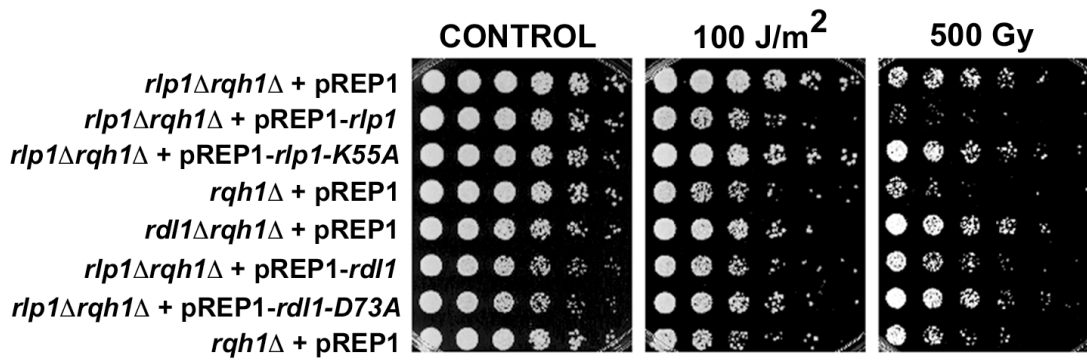 CONTROL 100 J/m² 500 Gy
rlp1Δrqh1Δ + pREP1
rlp1Δrqh1Δ + pREP1-rlp1
rlp1Δrqh1Δ + pREP1-rlp1-K55A
rqh1Δ + pREP1
rdl1Δrqh1Δ + pREP1
rlp1Δrqh1Δ + pREP1-rdl1
rlp1Δrqh1Δ + pREP1-rdl1-D73A
rqh1Δ + pREP1